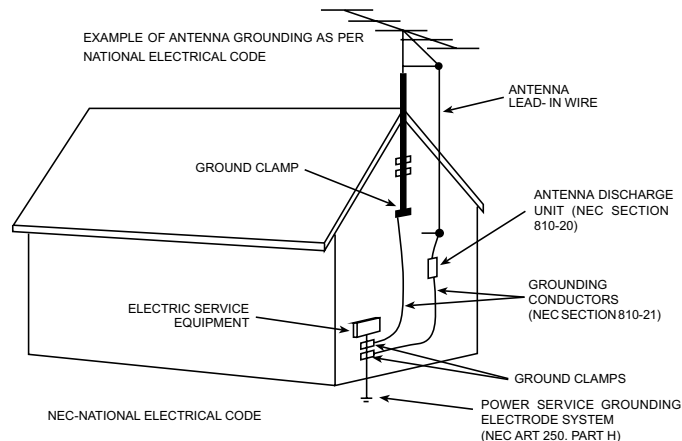 EXAMPLE OF ANTENNA GROUNDING AS PER
NATIONAL ELECTRICAL CODE
ANTENNA
LEAD- IN WIRE
GROUND CLAMP
ANTENNA DISCHARGE
UNIT (NEC SECTION
810-20)
GROUNDING
CONDUCTORS
(NEC SECTION 810-21)
ELECTRIC SERVICE
EQUIPMENT
GROUND CLAMPS
POWER SERVICE GROUNDING
ELECTRODE SYSTEM
(NEC ART 250. PART H)
NEC-NATIONAL ELECTRICAL CODE